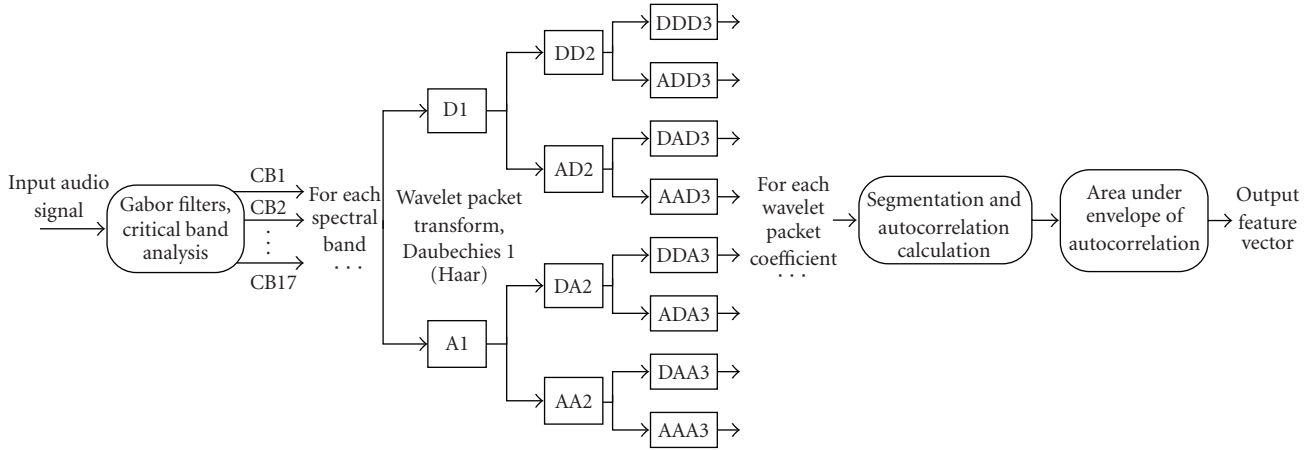 Input audio
signal
Gabor filters,
critical band
analysis
CB1
CB2
CB17
For each
spectral
band
. . .
D1
A1
Wavelet packet
transform,
Daubechies 1
(Haar)
DD2
AD2
DA2
AA2
DDD3
ADD3
DAD3
AAD3
DDA3
ADA3
DAA3
AAA3
For each
wavelet
packet
coefficient
. . .
Segmentation and
autocorrelation
calculation
Area under
envelope of
autocorrelation
Output
feature
vector